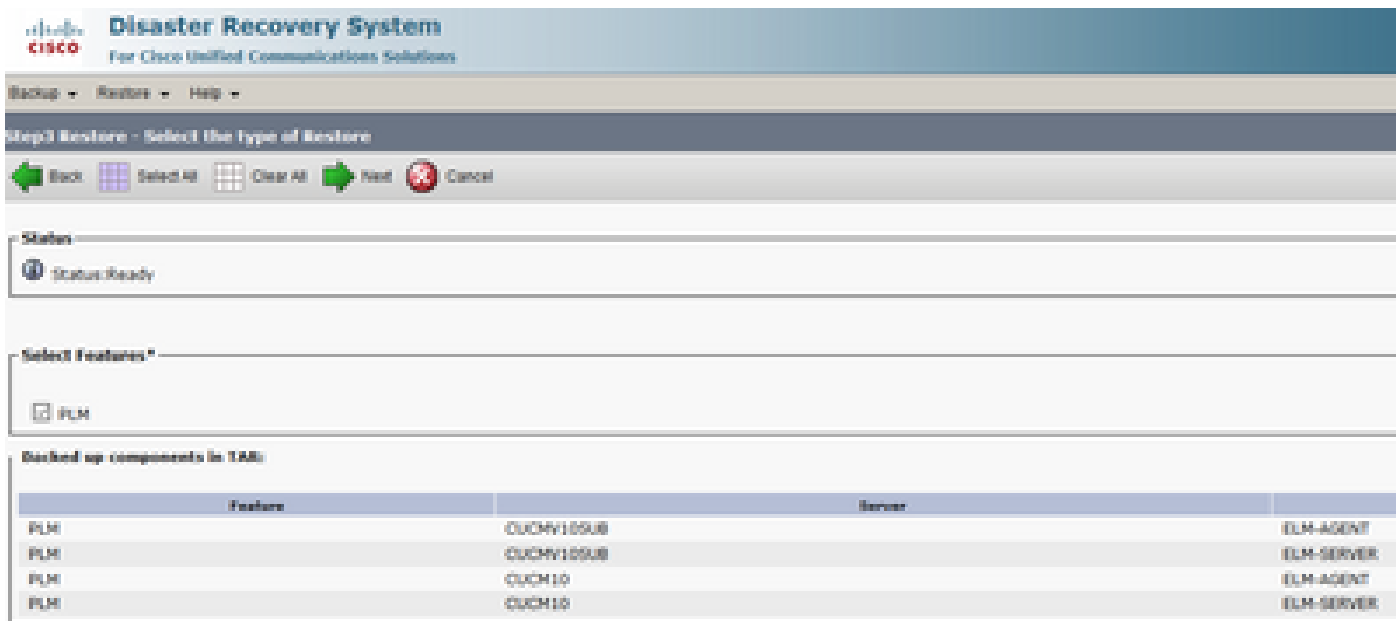 CISCO
Disaster Recovery System
For Cisco Unified Communications Solutions
Backup Restore Help
Step3 Restore - Select the type of Restore
Back Select All Clear All Next Cancel
Status
Status:Ready
Select Features*
PLM
Backed up components in TAR:
Feature Server
PLM CUCMV10SUB ELM-AGENT
PLM CUCMV10SUB ELM-SERVER
PLM CUCM10 ELM-AGENT
PLM CUCM10 ELM-SERVER